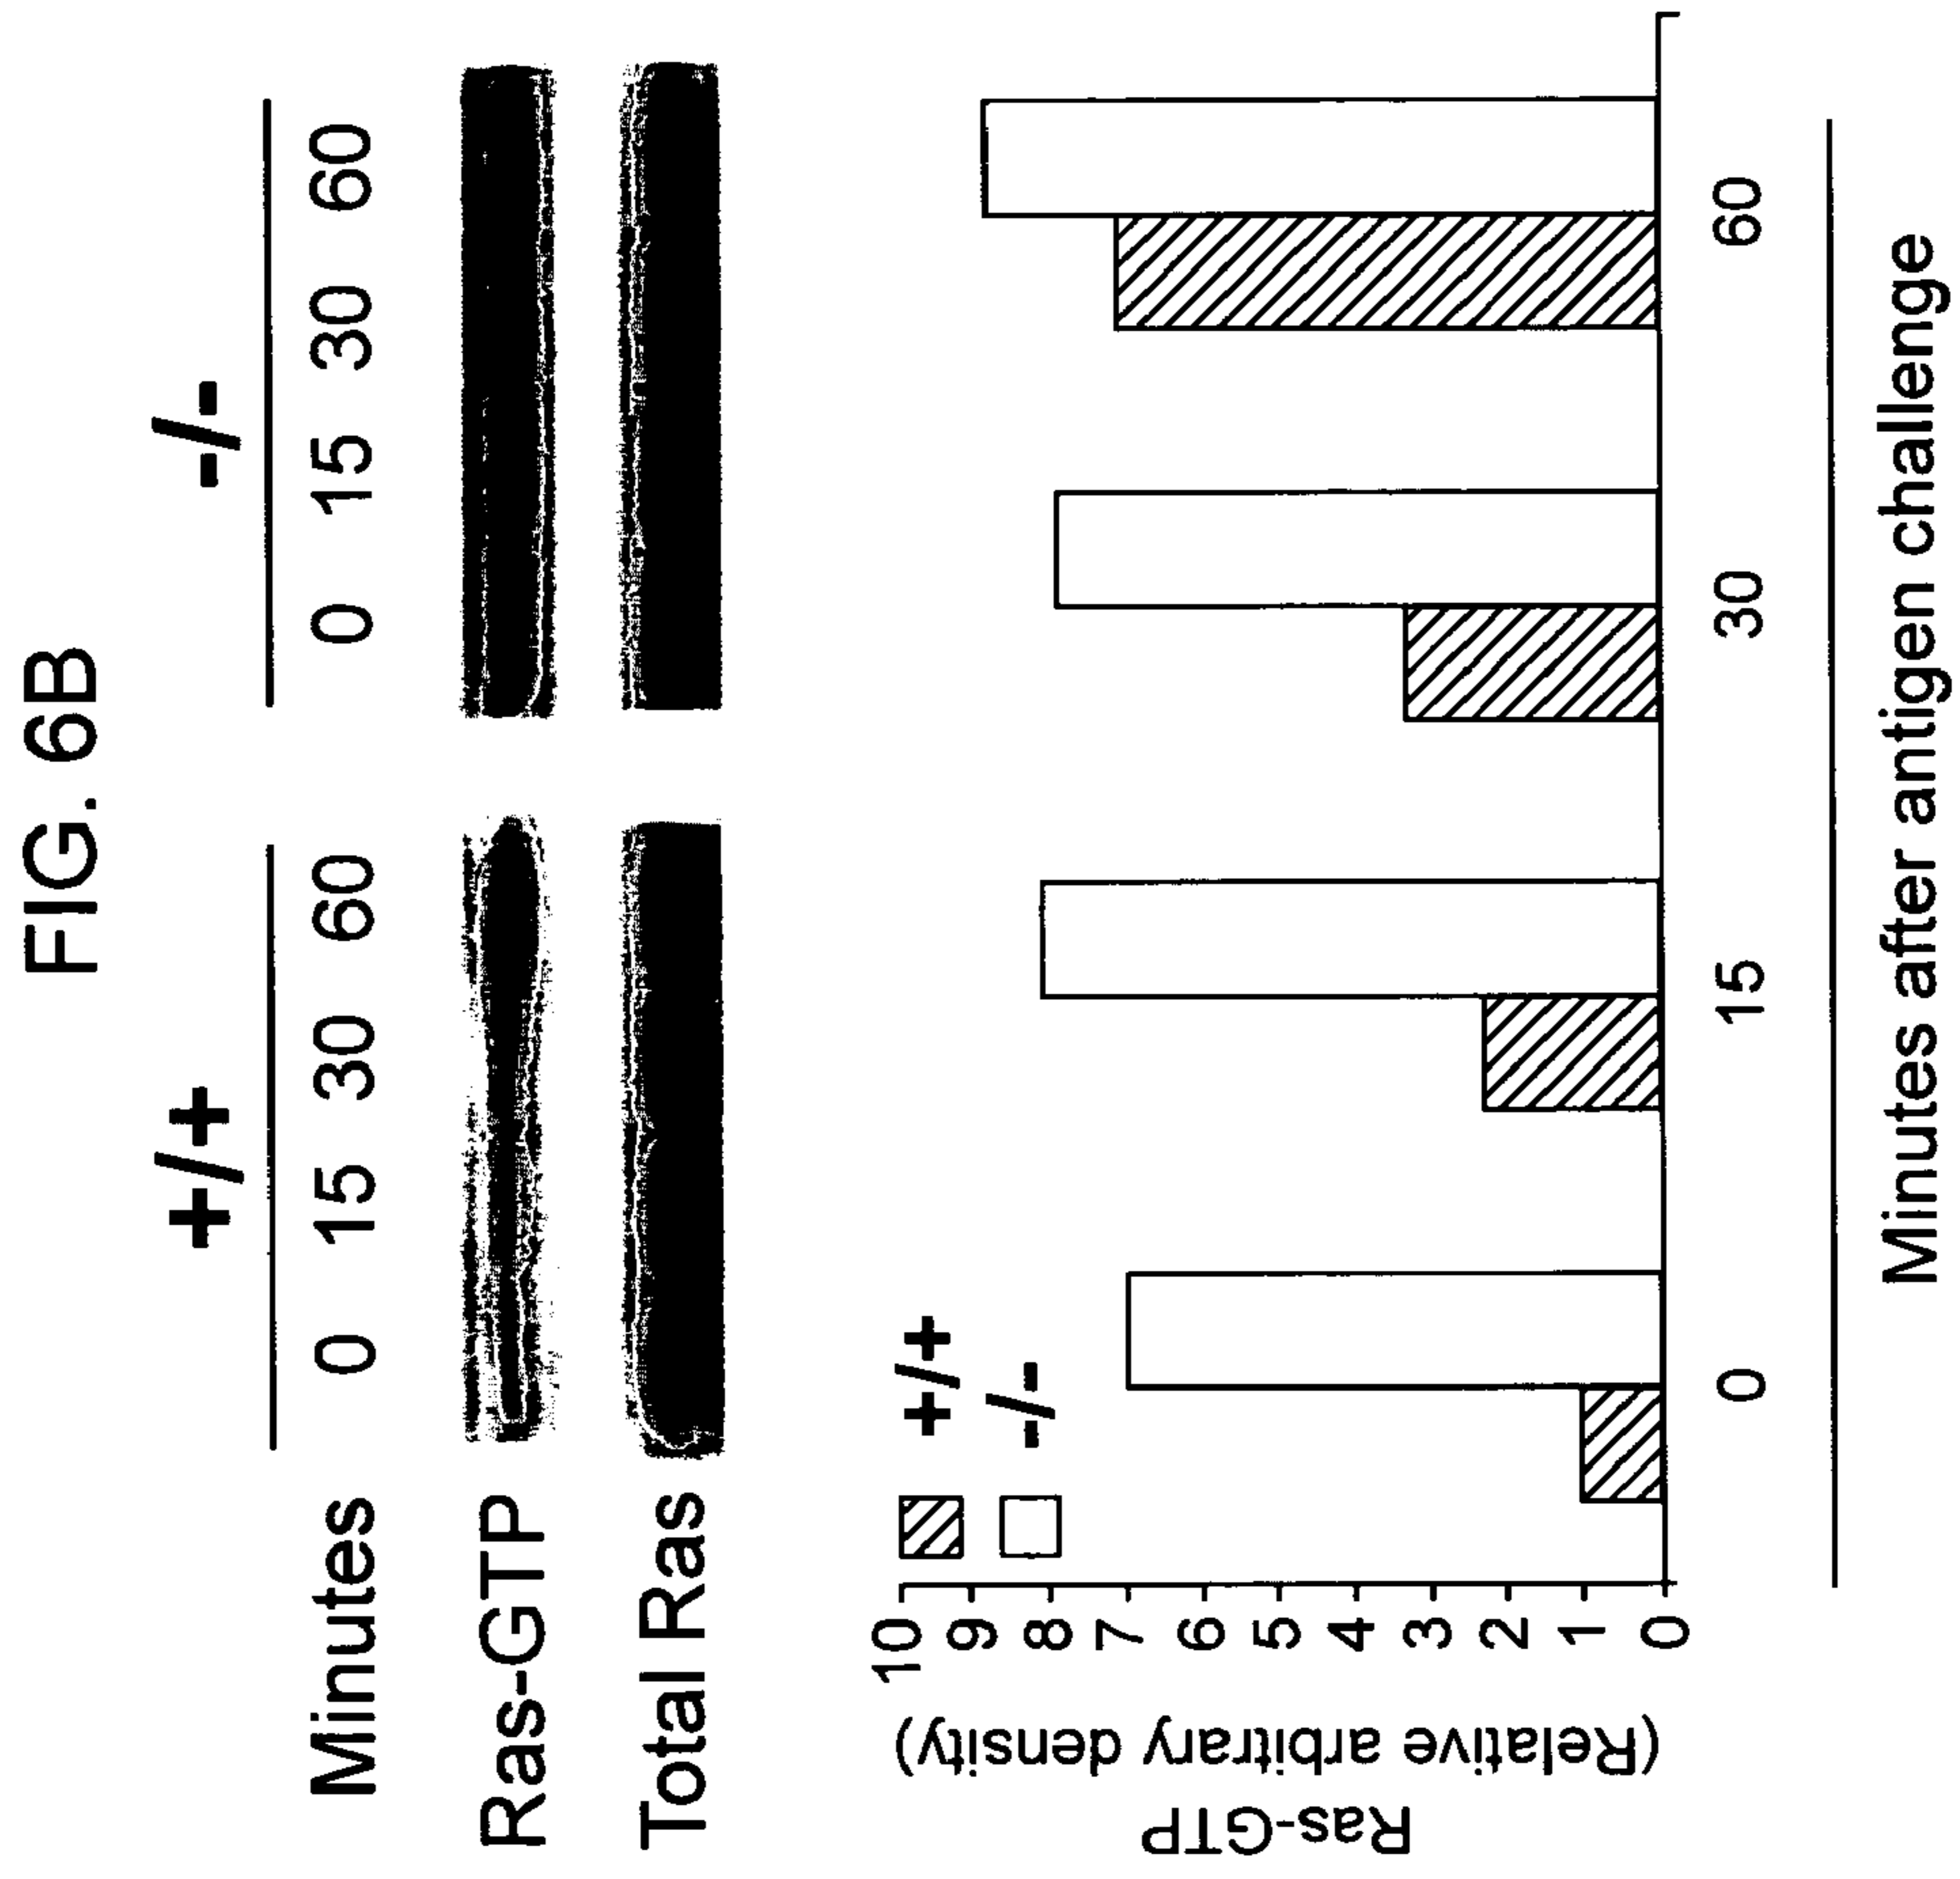 FIG. 6B
+/+ -/-
Minutes 0 15 30 60 0 15 30 60
Ras-GTP
Total Ras
Ras-GTP
(Relative arbitrary density)
10
9
8
7
6
5
4
3
2
1
0
+/+
-/-
0 15 30 60
Minutes after antigen challenge